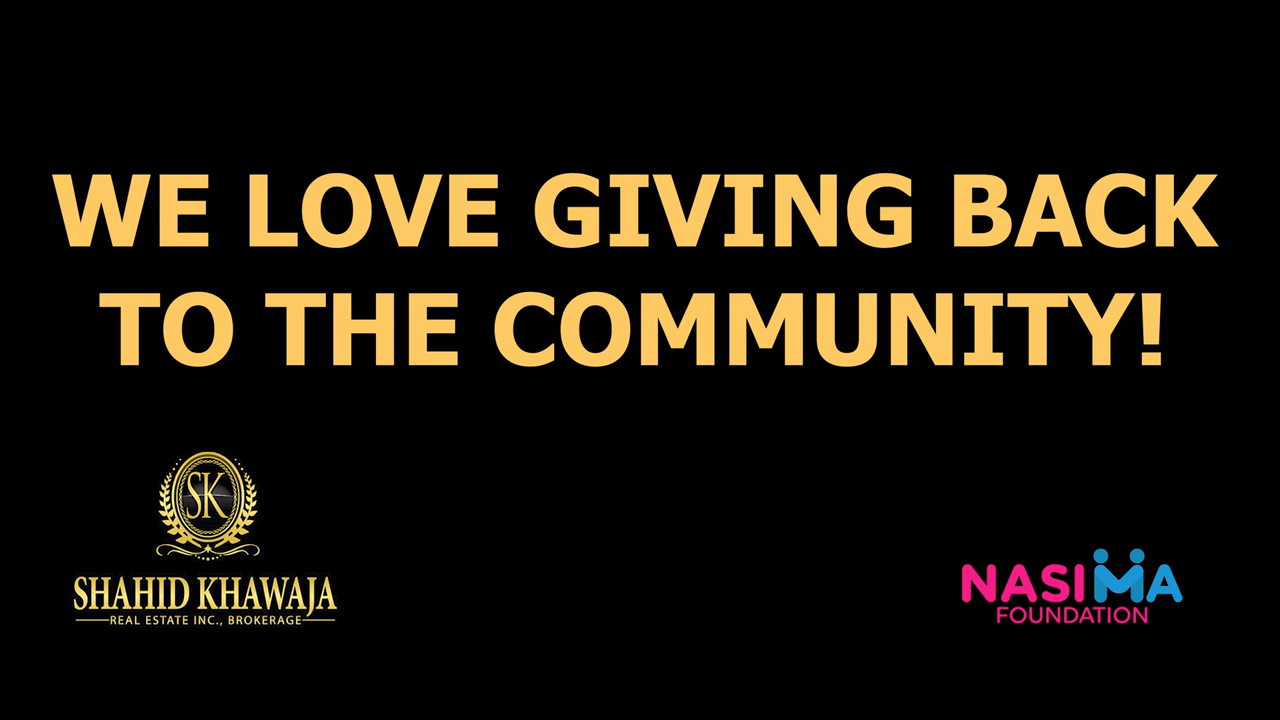 WE LOVE GIVING BACK
TO THE COMMUNITY!
SK
SHAHID KHAWAJA
REAL ESTATE INC., BROKERAGE
NASIMA
FOUNDATION